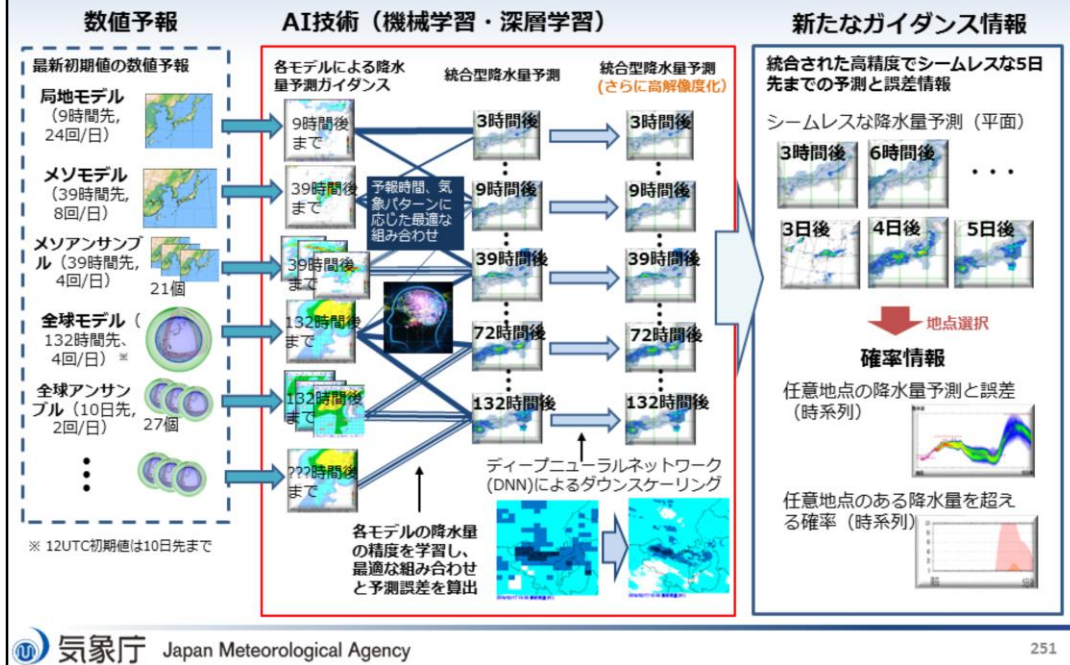 数値予報
AI技術（機械学習・深層学習）
新たなガイダンス情報
最新初期値の数値予報
局地モデル
（9時間先,
24回/日）
メソモデル
（39時間先,
8回/日）
メソアンサンブ
ル（39時間先,
4回/日）
21個
全球モデル（
132時間先、
4回/日）※
全球アンサン
ブル（10日先,
2回/日）
27個
※ 12UTC初期値は10日先まで
各モデルによる降水
量予測ガイダンス
9時間後
まで
39時間後
まで
39時間後
まで
132時間後
まで
132時間後
まで
???時間後
まで
予報時間、気
象パターンに
応じた最適な
組み合わせ
統合型降水量予測
3時間後
9時間後
39時間後
72時間後
132時間後
統合型降水量予測
(さらに高解像度化)
3時間後
9時間後
39時間後
72時間後
132時間後
各モデルの降水量
の精度を学習し、
最適な組み合わせ
と予測誤差を算出
ディープニューラルネットワーク
(DNN)によるダウンスケーリング
統合された高精度でシームレスな5日
先までの予測と誤差情報
シームレスな降水量予測（平面）
3時間後
6時間後
・・・
3日後
4日後
5日後
地点選択
確率情報
任意地点の降水量予測と誤差
（時系列）
任意地点のある降水量を超え
る確率（時系列）
気象庁 Japan Meteorological Agency
251